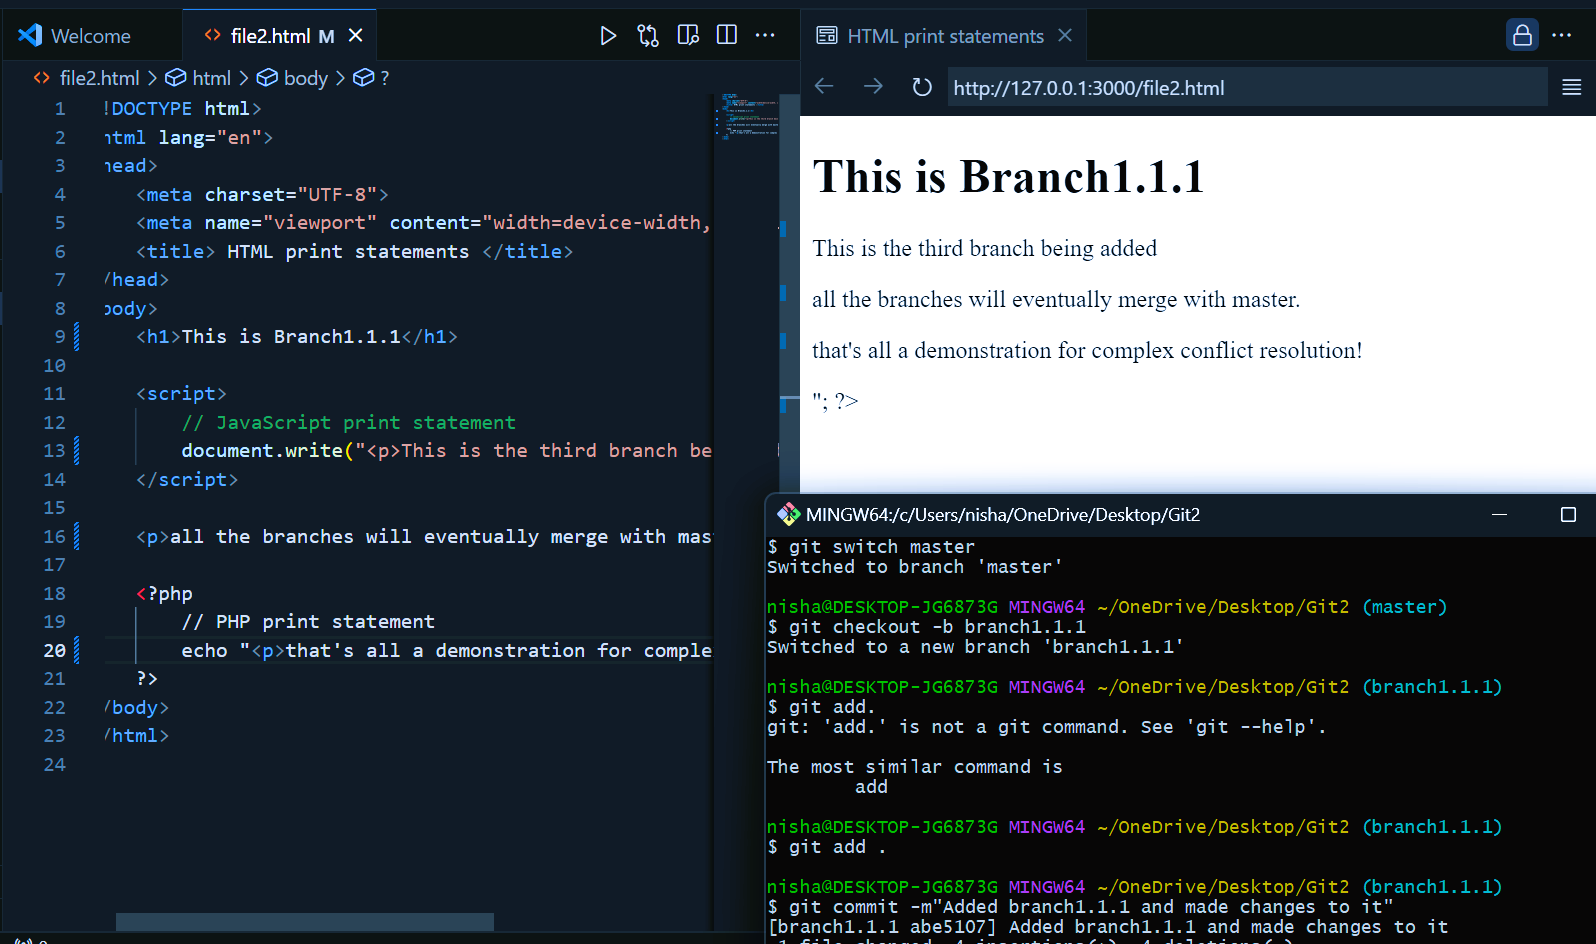 Welcome
file2.html M
file2.html > html > body > ?
1 !DOCTYPE html>
2 html lang="en">
3 head>
4 <meta charset="UTF-8">
5 <meta name="viewport" content="width=device-width,
6 <title> HTML print statements </title>
7 /head>
8 body>
9 <h1>This is Branch1.1.1</h1>
10
11 <script>
12 // JavaScript print statement
13 document.write("<p>This is the third branch be
14 </script>
15
16 <p>all the branches will eventually merge with mas
17
18 <?php
19 // PHP print statement
20 echo "<p>that's all a demonstration for comple
21 ?>
22 /body>
23 /html>
24
HTML print statements
http://127.0.0.1:3000/file2.html
This is Branch1.1.1
This is the third branch being added
all the branches will eventually merge with master.
that's all a demonstration for complex conflict resolution!
"; ?>
MINGW64:/c/Users/nisha/OneDrive/Desktop/Git2
$ git switch master
Switched to branch 'master'
nisha@DESKTOP-JG6873G MINGW64 ~/OneDrive/Desktop/Git2 (master)
$ git checkout -b branch1.1.1
Switched to a new branch 'branch1.1.1'
nisha@DESKTOP-JG6873G MINGW64 ~/OneDrive/Desktop/Git2 (branch1.1.1)
$ git add.
git: 'add.' is not a git command. See 'git --help'.
The most similar command is
add
nisha@DESKTOP-JG6873G MINGW64 ~/OneDrive/Desktop/Git2 (branch1.1.1)
$ git add .
nisha@DESKTOP-JG6873G MINGW64 ~/OneDrive/Desktop/Git2 (branch1.1.1)
$ git commit -m"Added branch1.1.1 and made changes to it"
[branch1.1.1 abe5107] Added branch1.1.1 and made changes to it
1 file changed, 4 insertions(+), 4 deletions(-)